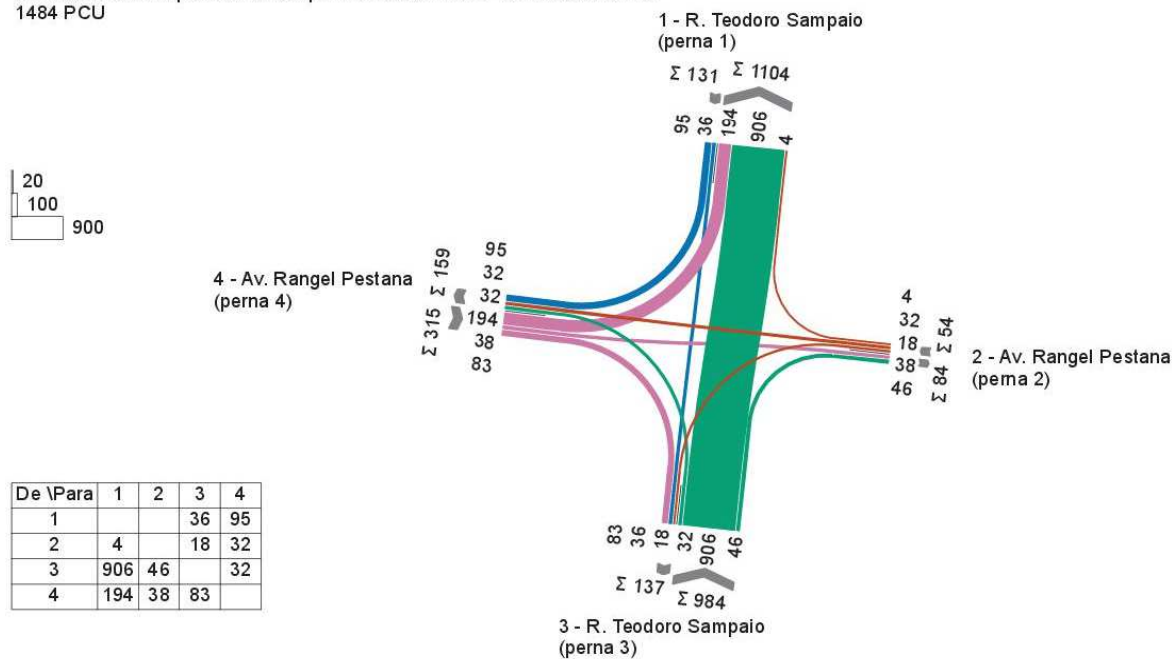 1484 PCU
1 - R. Teodoro Sampaio
(perna 1)
Σ 131
Σ 1104
95
36
194
906
4
20
100
900
4 - Av. Rangel Pestana
(perna 4)
Σ 159
Σ 315
95
32
32
194
38
83
4
32
18
38
46
Σ 54
Σ 84
2 - Av. Rangel Pestana
(perna 2)
83
36
18
32
906
46
Σ 137
Σ 984
3 - R. Teodoro Sampaio
(perna 3)
De \Para 1 2 3 4
1 36 95
2 4 18 32
3 906 46 32
4 194 38 83